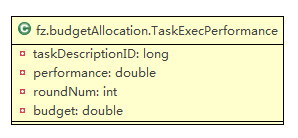 C fz.budgetAllocation.TaskExecPerformance
taskDescriptionID: long
performance: double
roundNum: int
budget: double